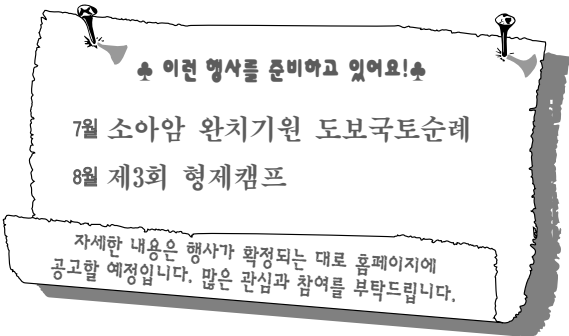 ♣ 이런 행사를 준비하고 있어요!♣
7월 소아암 완치기원 도보국토순례
8월 제3회 형제캠프
자세한 내용은 행사가 확정되는 대로 홈페이지에
공고할 예정입니다. 많은 관심과 참여를 부탁드립니다.